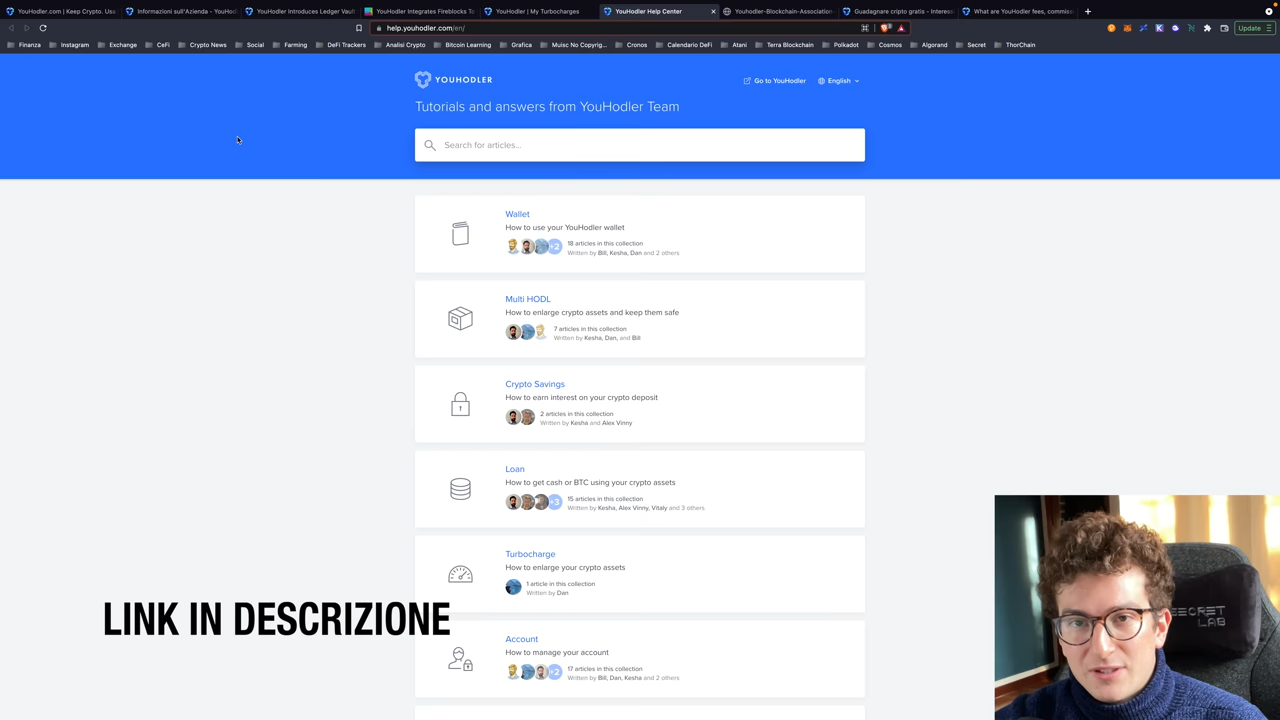 YouHodler.com | Keep Crypto. Usa
Informazioni sull'Azienda - YouHod
YouHodler Introduces Ledger Vault
YouHodler Integrates Fireblocks To
YouHodler | My Turbocharges
YouHodler Help Center
Youhodler-Blockchain-Association
Guadagnare cripto gratis - Interess
What are YouHodler fees, commiss
help.youhodler.com/en/
Update
Finanza
Instagram
Exchange
CeFi
Crypto News
Social
Farming
DeFi Trackers
Analisi Crypto
Bitcoin Learning
Grafica
Muisc No Copyrig...
Cronos
Calendario DeFi
Atani
Terra Blockchain
Polkadot
Cosmos
Algorand
Secret
ThorChain
YOUHODLER
Go to YouHodler
English
Tutorials and answers from YouHodler Team
Search for articles...
Wallet
How to use your YouHodler wallet
+2
18 articles in this collection
Written by Bill, Kesha, Dan and 2 others
Multi HODL
How to enlarge crypto assets and keep them safe
7 articles in this collection
Written by Kesha, Dan, and Bill
Crypto Savings
How to earn interest on your crypto deposit
2 articles in this collection
Written by Kesha and Alex Vinny
Loan
How to get cash or BTC using your crypto assets
+3
15 articles in this collection
Written by Kesha, Alex Vinny, Vitaly and 3 others
Turbocharge
How to enlarge your crypto assets
1 article in this collection
Written by Dan
LINK IN DESCRIZIONE
Account
How to manage your account
+2
17 articles in this collection
Written by Bill, Dan, Kesha and 2 others
SECRET
LAB